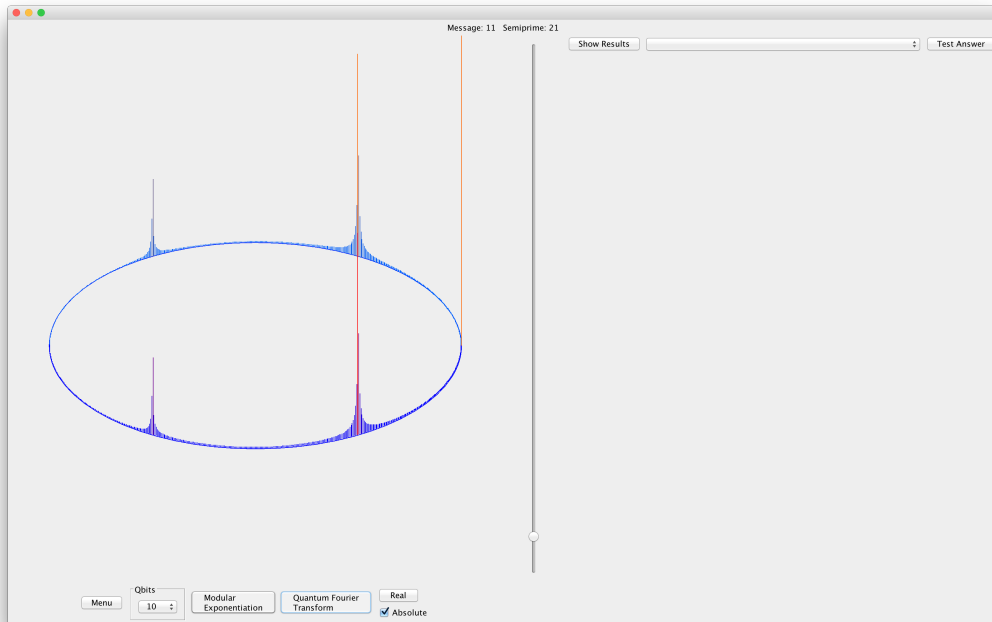 Message: 11   Semiprime: 21
Show Results
Test Answer
Menu
Qbits
10
Modular
Exponentiation
Quantum Fourier
Transform
Real
Absolute